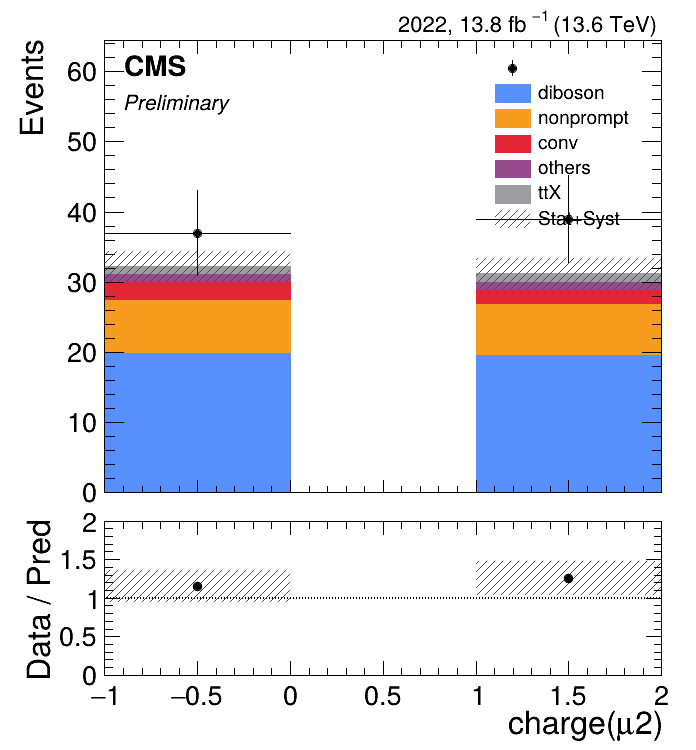 2022, 13.8 fb⁻¹ (13.6 TeV)
Events
CMS
Preliminary
diboson
nonprompt
conv
others
ttX
Stat+Syst
60
50
40
30
20
10
0
Data / Pred
2
1.5
1
0.5
0
−1 −0.5 0 0.5 1 1.5 2
charge(μ2)